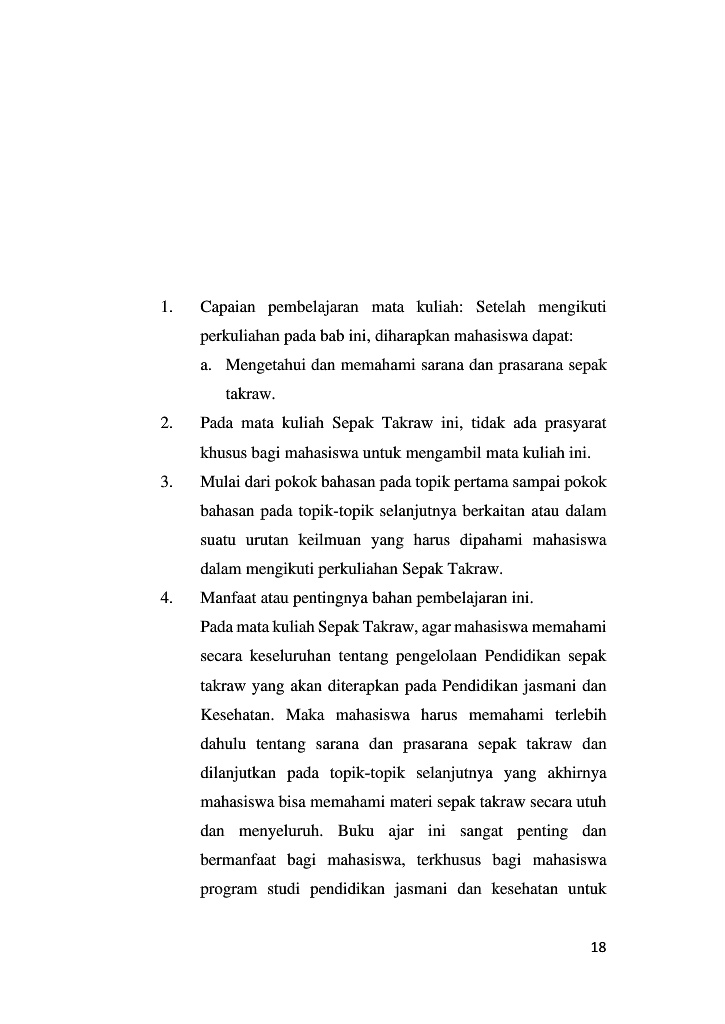 1. Capaian pembelajaran mata kuliah: Setelah mengikuti
perkuliahan pada bab ini, diharapkan mahasiswa dapat:
a. Mengetahui dan memahami sarana dan prasarana sepak
takraw.
2. Pada mata kuliah Sepak Takraw ini, tidak ada prasyarat
khusus bagi mahasiswa untuk mengambil mata kuliah ini.
3. Mulai dari pokok bahasan pada topik pertama sampai pokok
bahasan pada topik-topik selanjutnya berkaitan atau dalam
suatu urutan keilmuan yang harus dipahami mahasiswa
dalam mengikuti perkuliahan Sepak Takraw.
4. Manfaat atau pentingnya bahan pembelajaran ini.
Pada mata kuliah Sepak Takraw, agar mahasiswa memahami
secara keseluruhan tentang pengelolaan Pendidikan sepak
takraw yang akan diterapkan pada Pendidikan jasmani dan
Kesehatan. Maka mahasiswa harus memahami terlebih
dahulu tentang sarana dan prasarana sepak takraw dan
dilanjutkan pada topik-topik selanjutnya yang akhirnya
mahasiswa bisa memahami materi sepak takraw secara utuh
dan menyeluruh. Buku ajar ini sangat penting dan
bermanfaat bagi mahasiswa, terkhusus bagi mahasiswa
program studi pendidikan jasmani dan kesehatan untuk
18